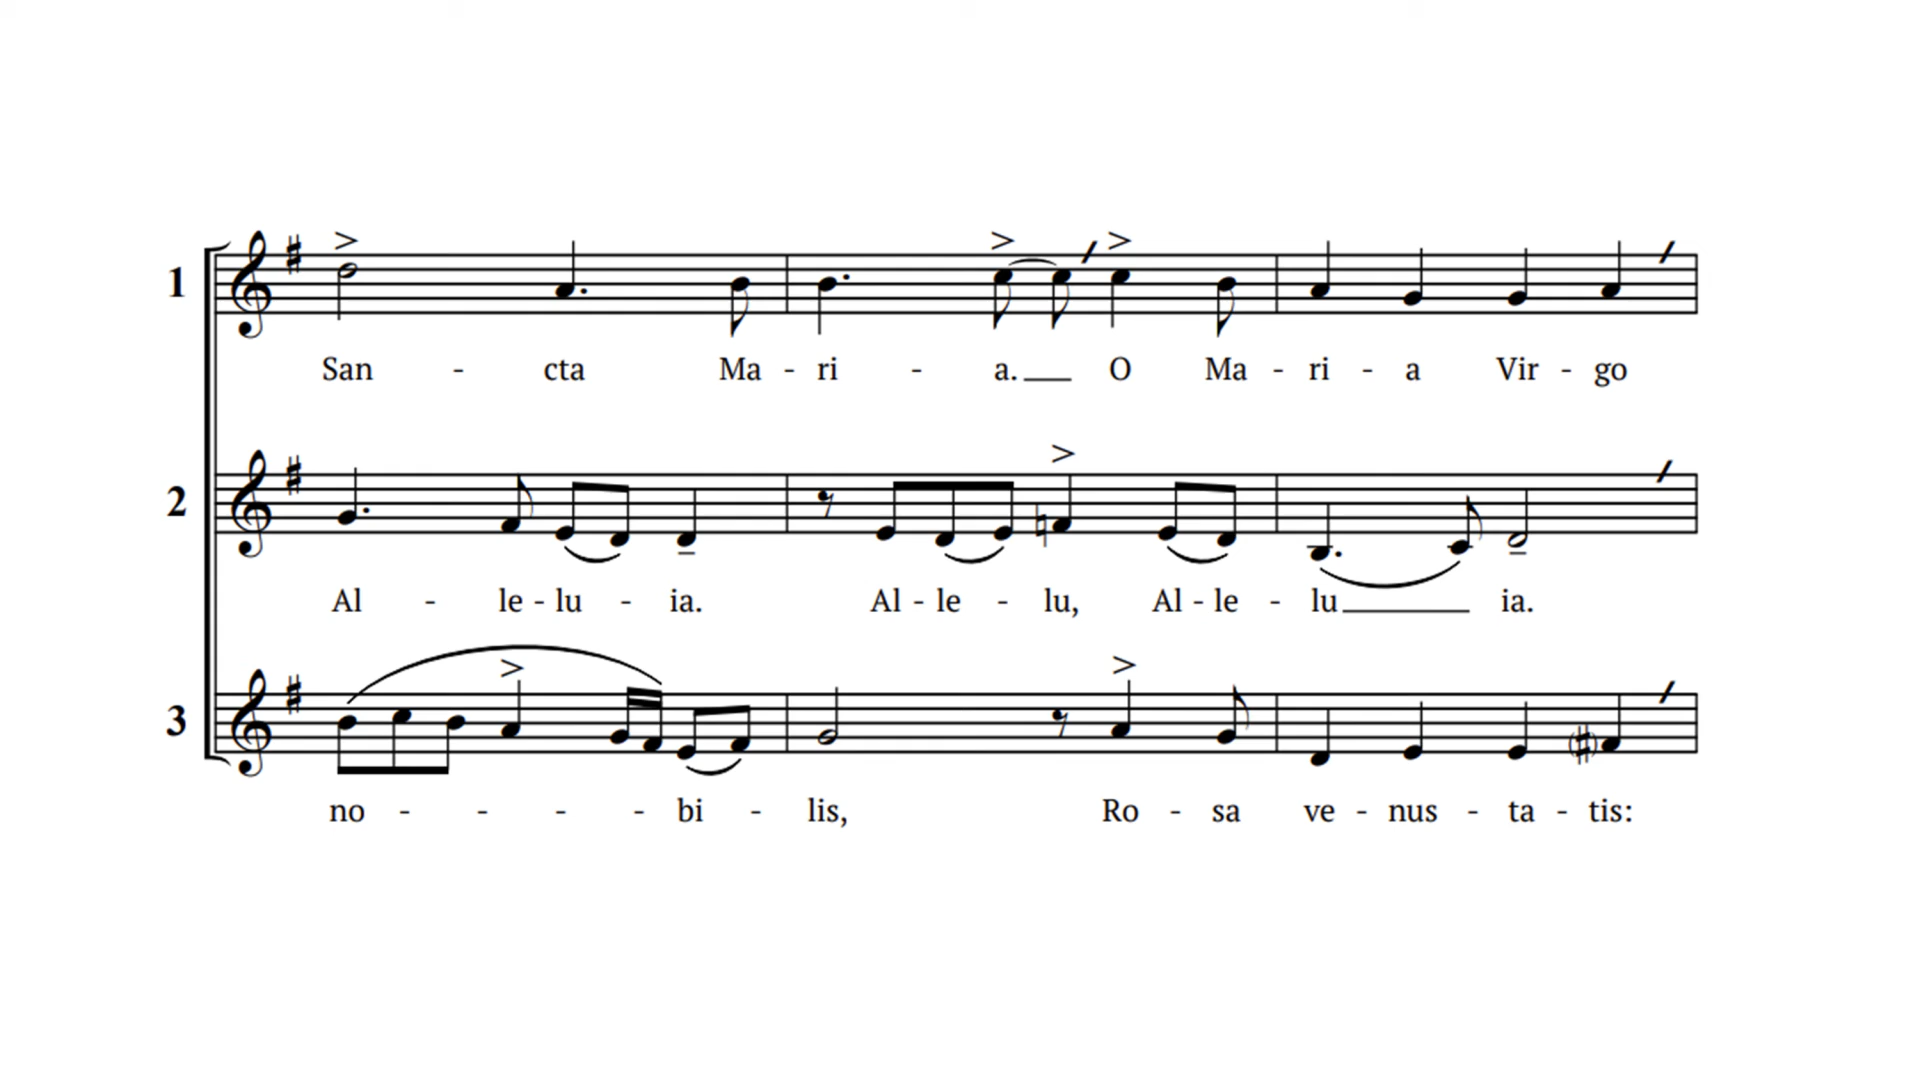 1
San - cta Ma - ri - a. O Ma - ri - a Vir - go
2
Al - le - lu - ia. Al - le - lu, Al - le - lu ia.
3
no - - - - bi - lis, Ro - sa ve - nus - ta - tis: